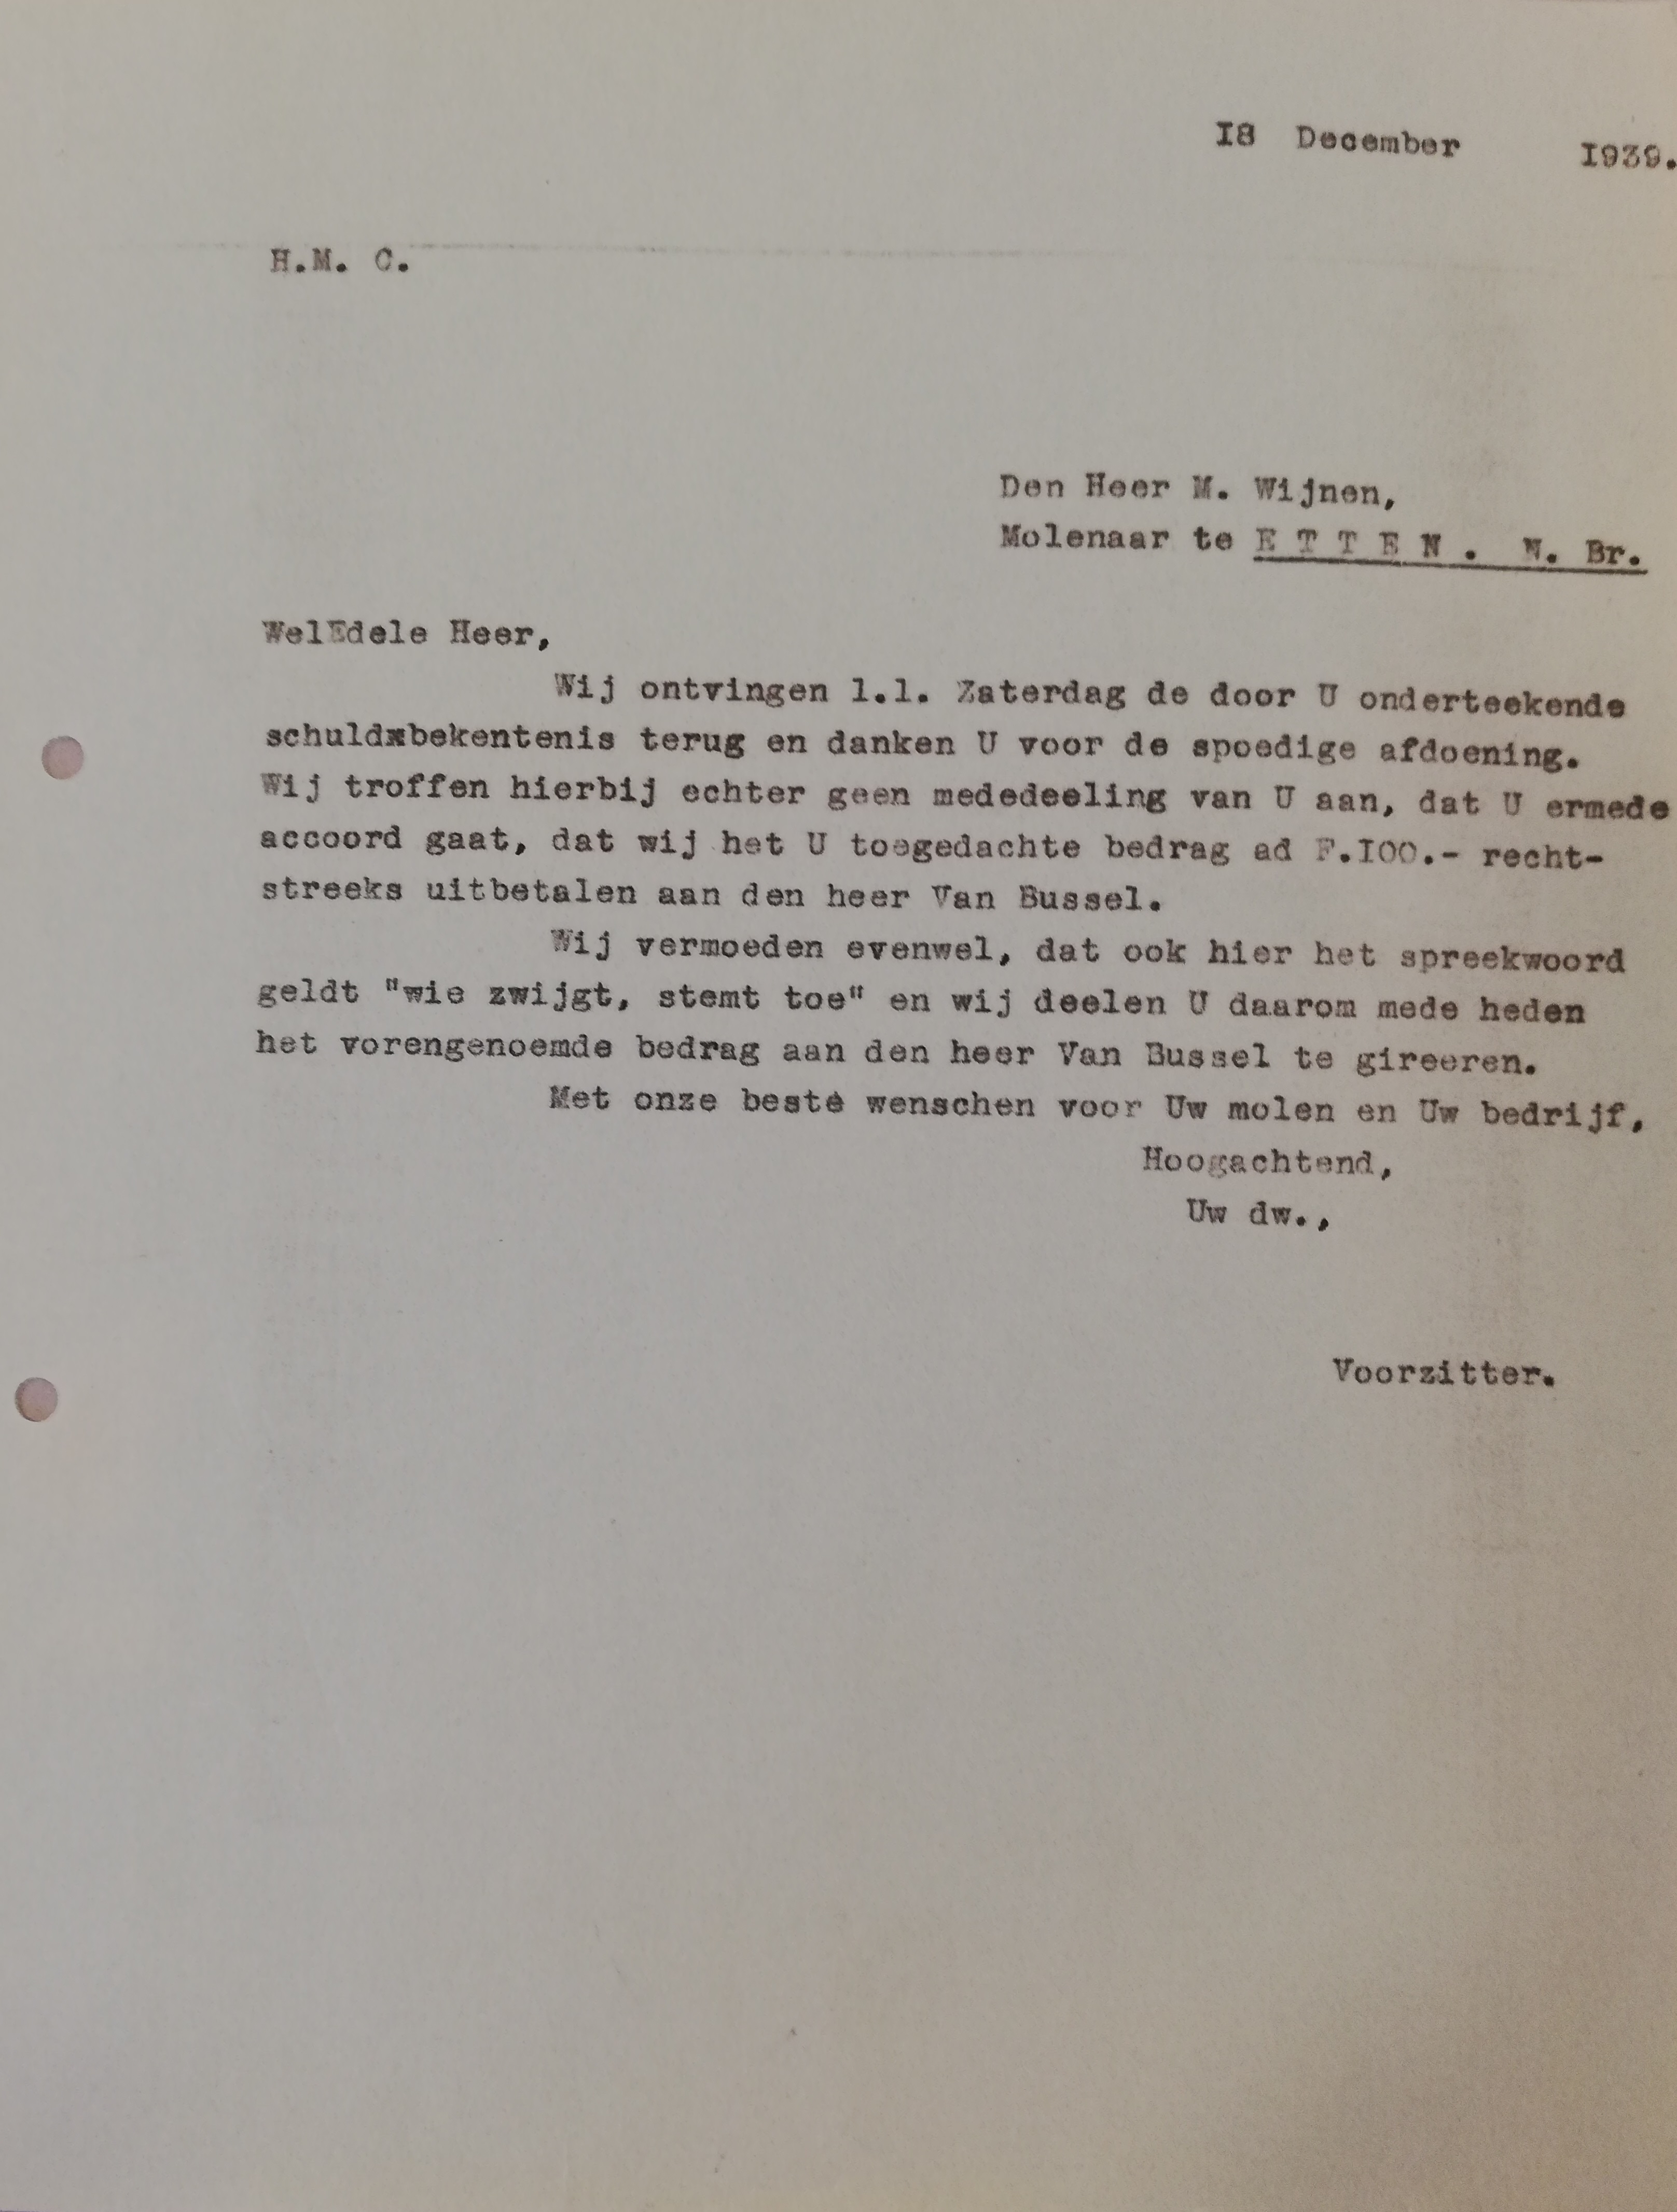 I8 December I939.
H.M. C.
Den Heer M. Wijnen,
Molenaar te E T T E N . N. Br.
WelEdele Heer,
Wij ontvingen l.l. Zaterdag de door U onderteekende
schuldxbekentenis terug en danken U voor de spoedige afdoening.
Wij troffen hierbij echter geen mededeeling van U aan, dat U ermede
accoord gaat, dat wij het U toegedachte bedrag ad F.IOO.- recht-
streeks uitbetalen aan den heer Van Bussel.
Wij vermoeden evenwel, dat ook hier het spreekwoord
geldt "wie zwijgt, stemt toe" en wij deelen U daarom mede heden
het vorengenoemde bedrag aan den heer Van Bussel te gireeren.
Met onze beste wenschen voor Uw molen en Uw bedrijf,
Hoogachtend,
Uw dw.,
Voorzitter.